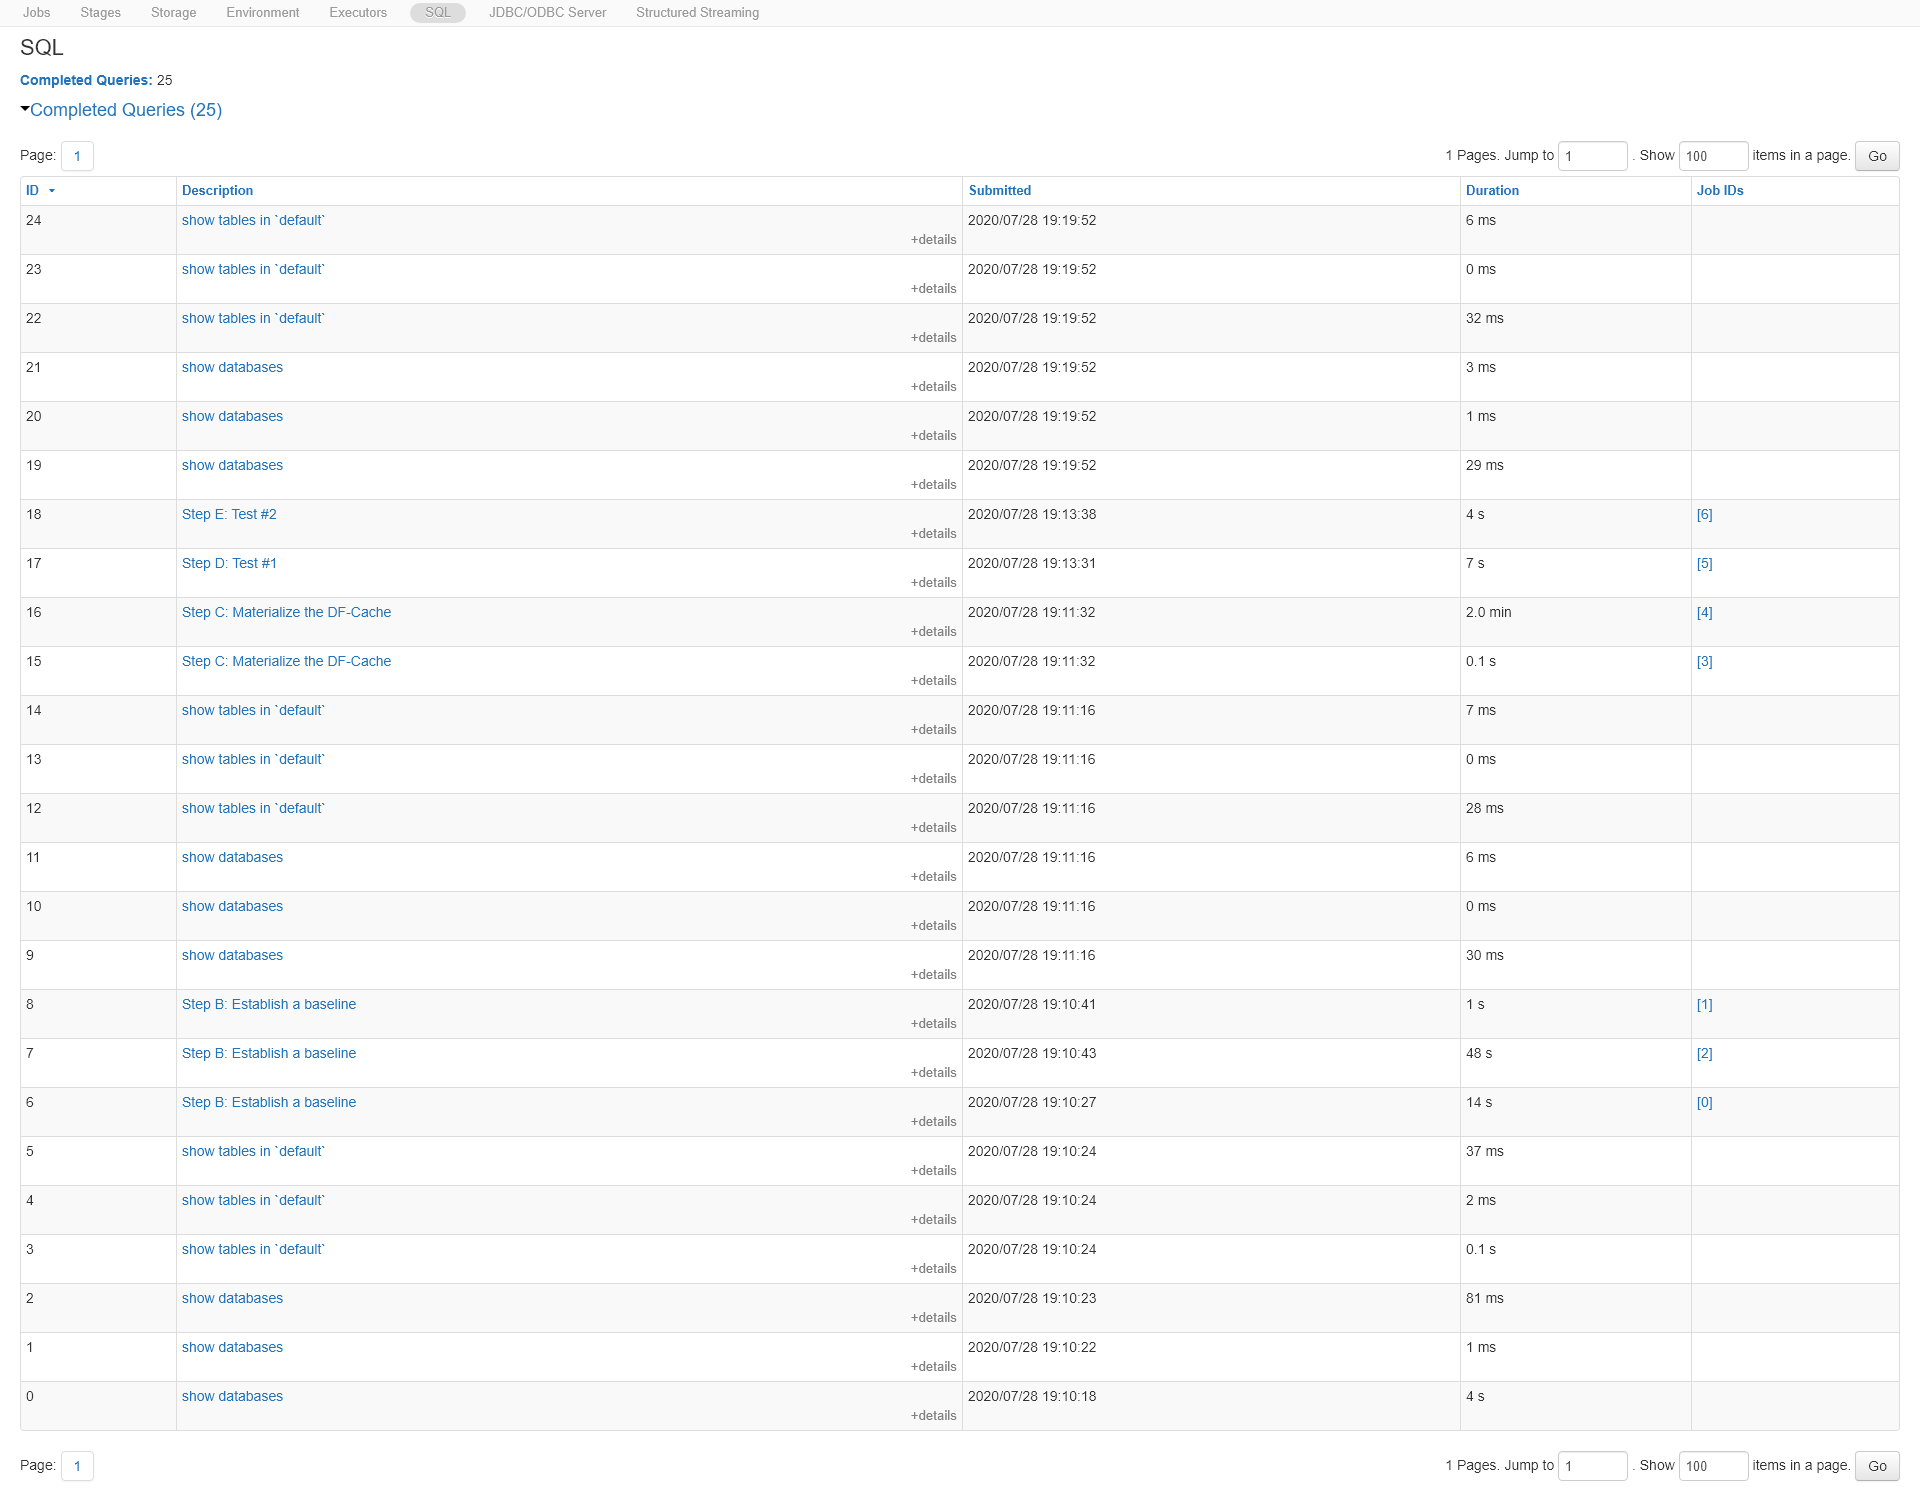 Jobs Stages Storage Environment Executors SQL JDBC/ODBC Server Structured Streaming
SQL
Completed Queries: 25
Completed Queries (25)
Page: 1 1 Pages. Jump to 1 . Show 100 items in a page. Go
ID Description Submitted Duration Job IDs
24 show tables in `default` 2020/07/28 19:19:52 6 ms
+details
23 show tables in `default` 2020/07/28 19:19:52 0 ms
+details
22 show tables in `default` 2020/07/28 19:19:52 32 ms
+details
21 show databases 2020/07/28 19:19:52 3 ms
+details
20 show databases 2020/07/28 19:19:52 1 ms
+details
19 show databases 2020/07/28 19:19:52 29 ms
+details
18 Step E: Test #2 2020/07/28 19:13:38 4 s [6]
+details
17 Step D: Test #1 2020/07/28 19:13:31 7 s [5]
+details
16 Step C: Materialize the DF-Cache 2020/07/28 19:11:32 2.0 min [4]
+details
15 Step C: Materialize the DF-Cache 2020/07/28 19:11:32 0.1 s [3]
+details
14 show tables in `default` 2020/07/28 19:11:16 7 ms
+details
13 show tables in `default` 2020/07/28 19:11:16 0 ms
+details
12 show tables in `default` 2020/07/28 19:11:16 28 ms
+details
11 show databases 2020/07/28 19:11:16 6 ms
+details
10 show databases 2020/07/28 19:11:16 0 ms
+details
9 show databases 2020/07/28 19:11:16 30 ms
+details
8 Step B: Establish a baseline 2020/07/28 19:10:41 1 s [1]
+details
7 Step B: Establish a baseline 2020/07/28 19:10:43 48 s [2]
+details
6 Step B: Establish a baseline 2020/07/28 19:10:27 14 s [0]
+details
5 show tables in `default` 2020/07/28 19:10:24 37 ms
+details
4 show tables in `default` 2020/07/28 19:10:24 2 ms
+details
3 show tables in `default` 2020/07/28 19:10:24 0.1 s
+details
2 show databases 2020/07/28 19:10:23 81 ms
+details
1 show databases 2020/07/28 19:10:22 1 ms
+details
0 show databases 2020/07/28 19:10:18 4 s
+details
Page: 1 1 Pages. Jump to 1 . Show 100 items in a page. Go